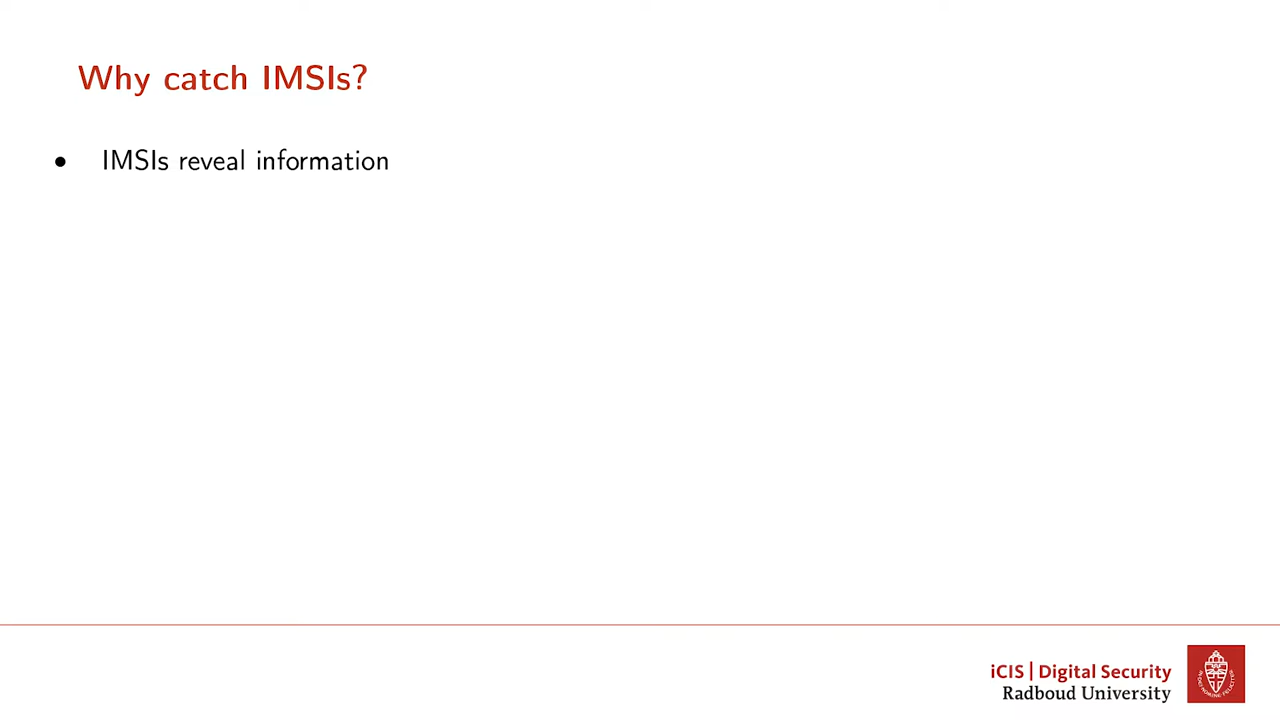 Why catch IMSIs?
• IMSIs reveal information
iCIS | Digital Security
Radboud University